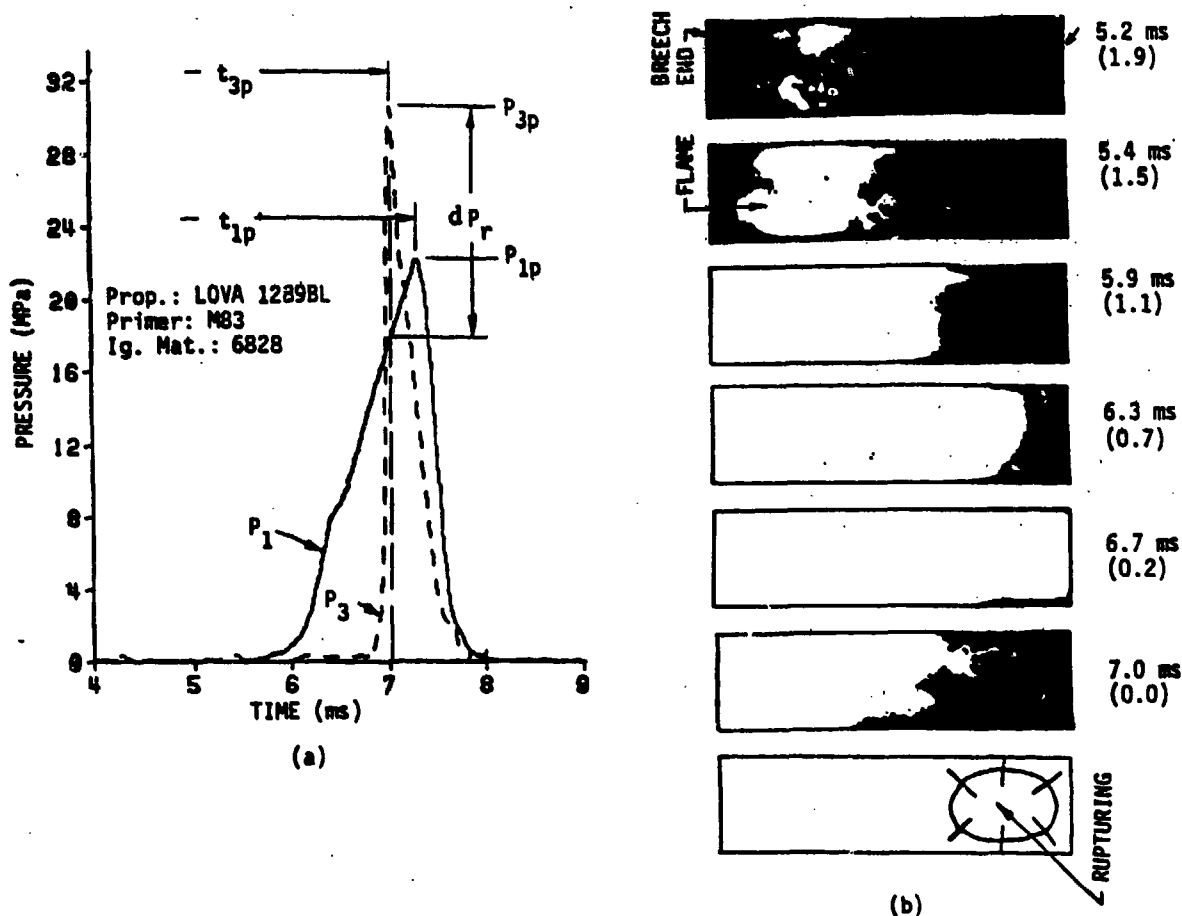 PRESSURE (MPa)
32
28
24
20
16
12
8
4
0
4 5 6 7 8 9
TIME (ms)
(a)
t3p
P3p
t1p
dPr
P1p
Prop.: LOVA 1289BL
Primer: M83
Ig. Mat.: 6828
P1
P3
BREECH
END
5.2 ms
(1.9)
FLAME
5.4 ms
(1.5)
5.9 ms
(1.1)
6.3 ms
(0.7)
6.7 ms
(0.2)
7.0 ms
(0.0)
RUPTURING
(b)